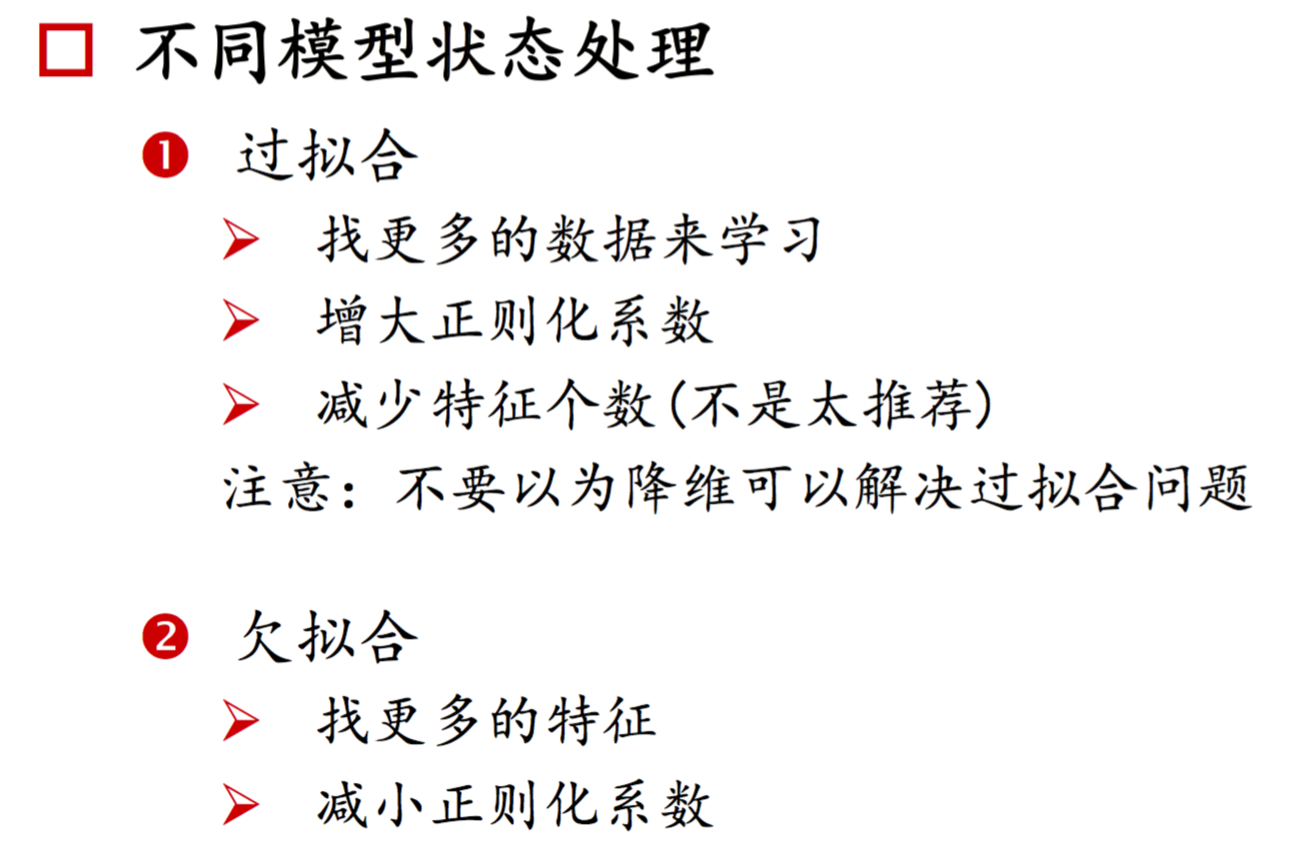 不同模型状态处理
❶ 过拟合
➢ 找更多的数据来学习
➢ 增大正则化系数
➢ 减少特征个数(不是太推荐)
注意：不要以为降维可以解决过拟合问题
❷ 欠拟合
➢ 找更多的特征
➢ 减小正则化系数